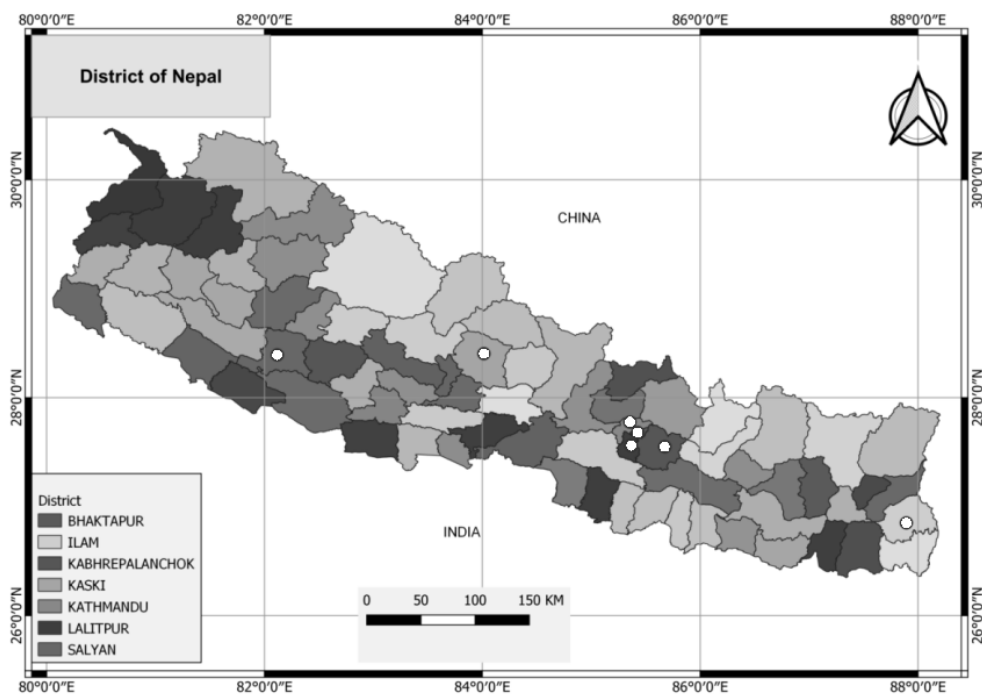 80°0'0"E 82°0'0"E 84°0'0"E 86°0'0"E 88°0'0"E
District of Nepal
30°0'0"N 30°0'0"N
CHINA
28°0'0"N 28°0'0"N
District
BHAKTAPUR
ILAM
KABHREPALANCHOK
KASKI
KATHMANDU
LALITPUR
SALYAN
INDIA
0 50 100 150 KM
26°0'0"N 26°0'0"N
80°0'0"E 82°0'0"E 84°0'0"E 86°0'0"E 88°0'0"E